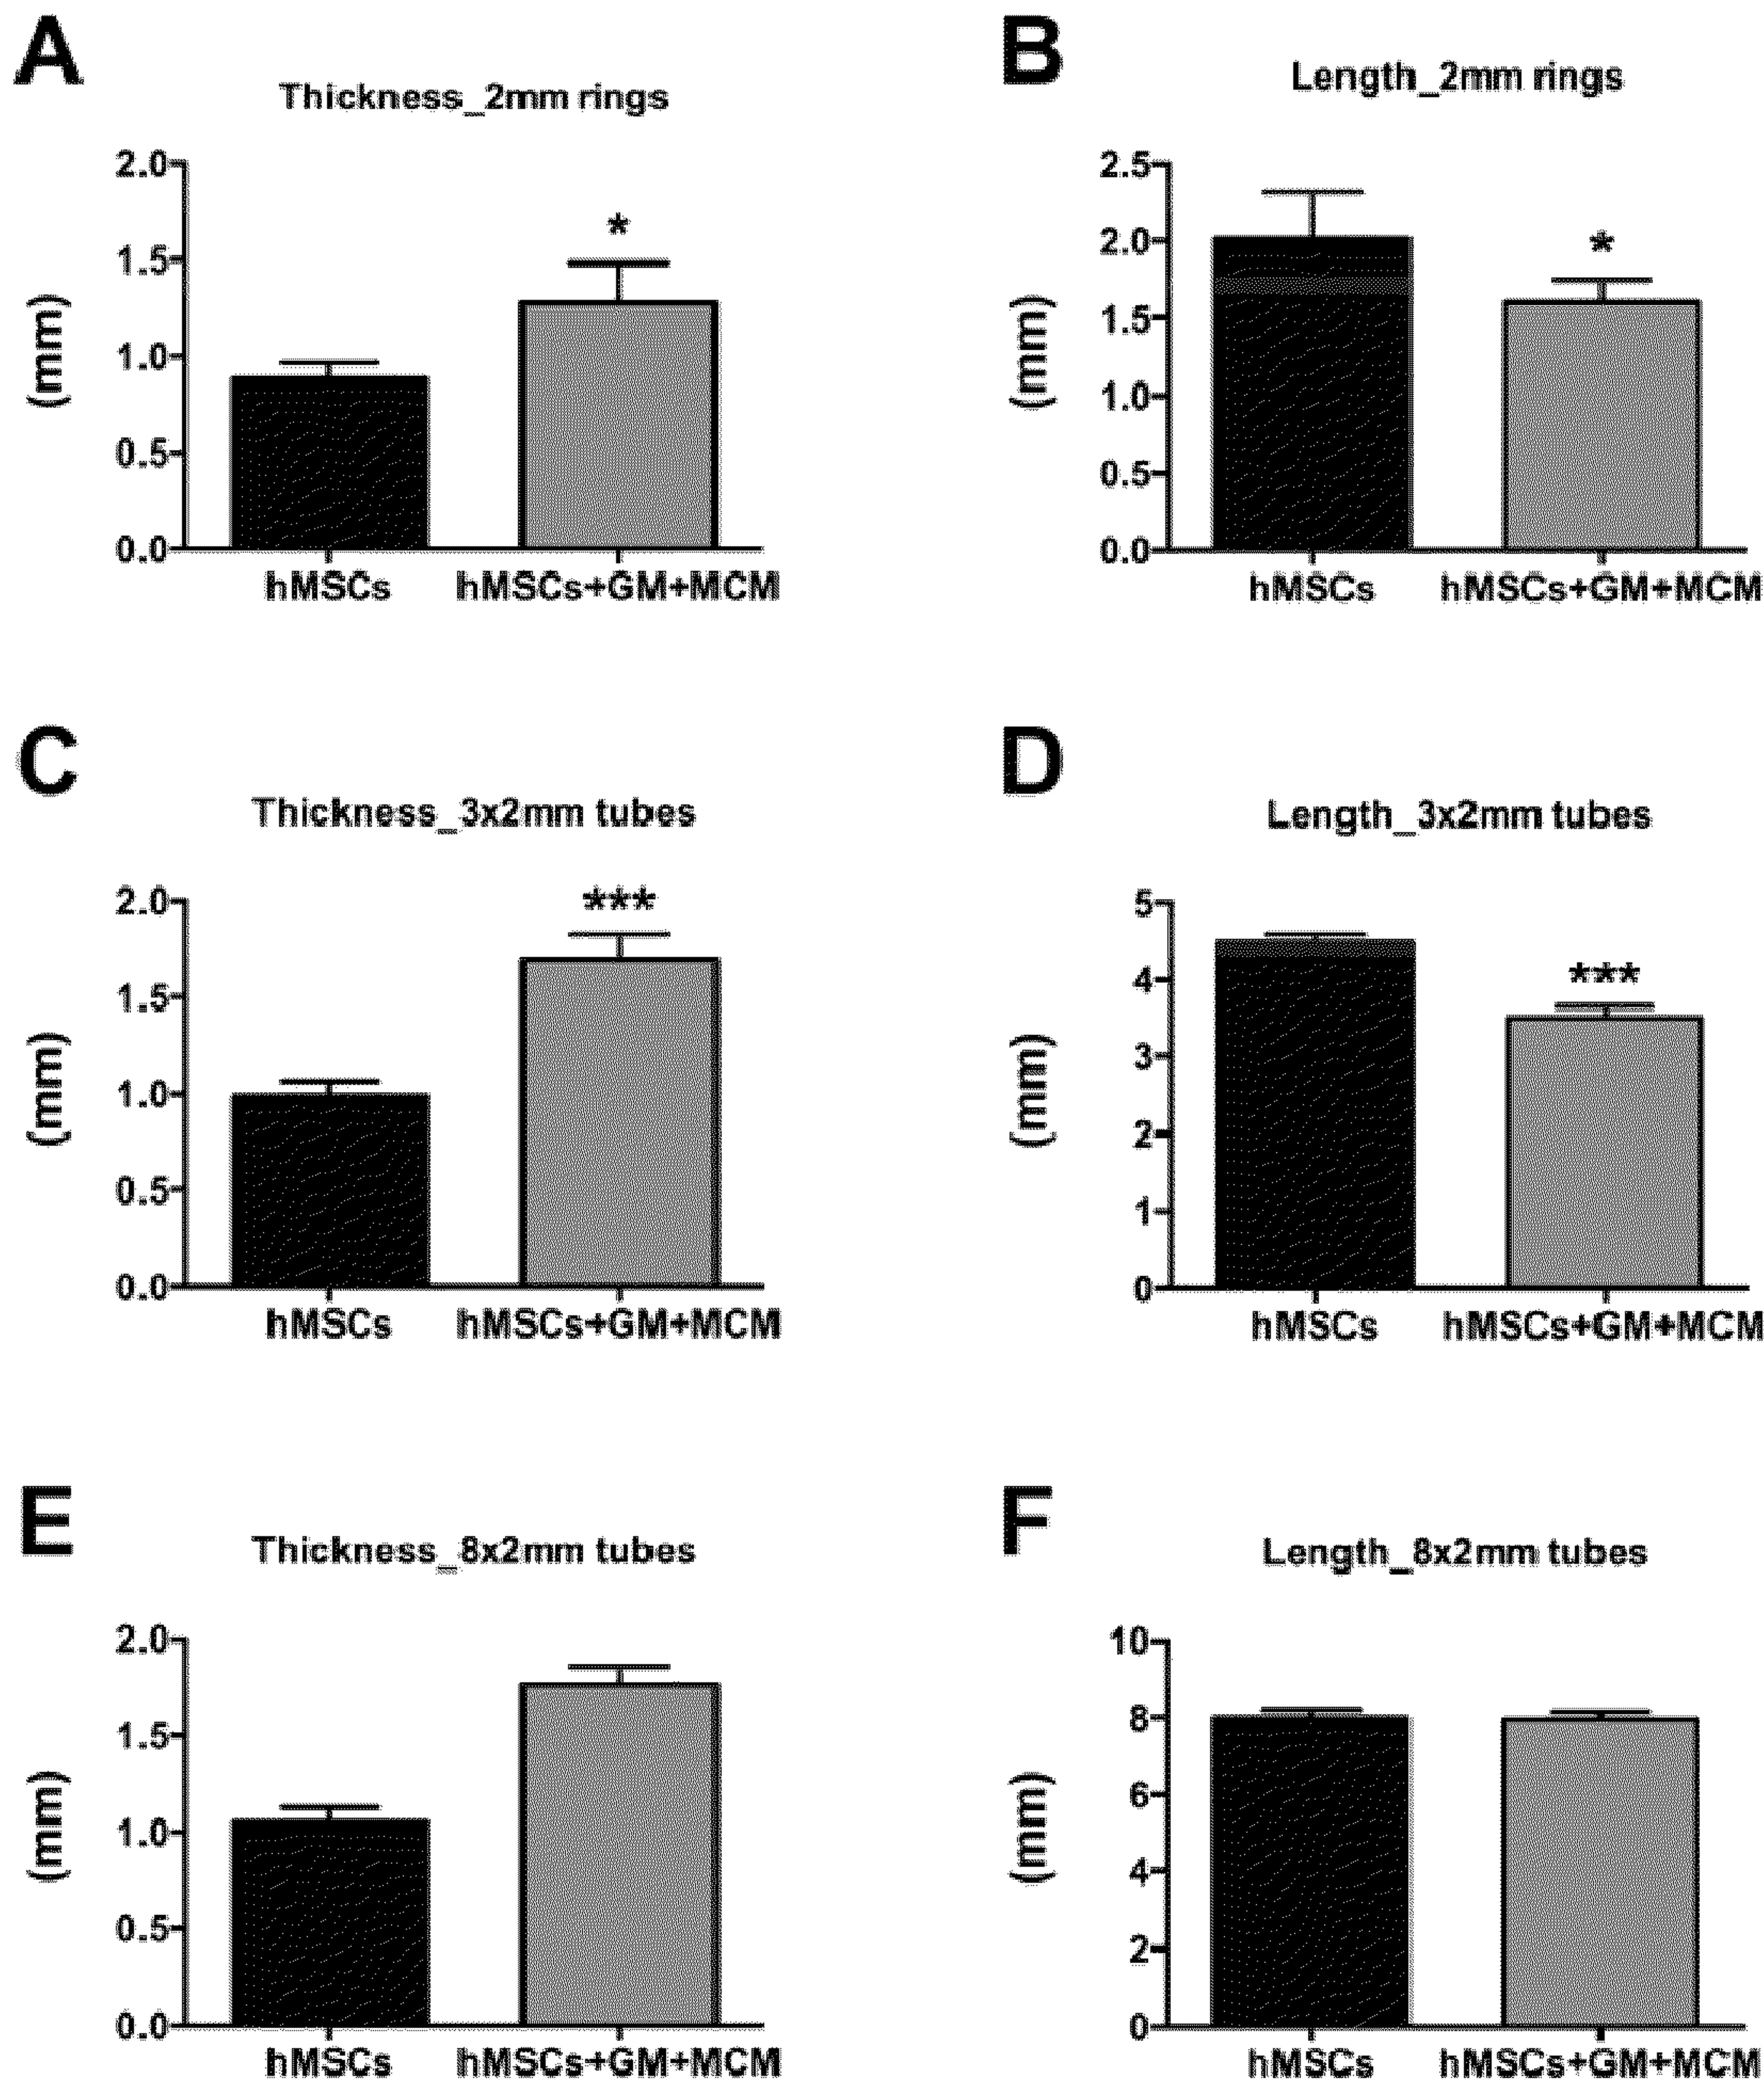 A
Thickness_2mm rings
2.0
1.5
1.0
0.5
0.0
(mm)
*
hMSCs
hMSCs+GM+MCM
B
Length_2mm rings
2.5
2.0
1.5
1.0
0.5
0.0
(mm)
*
hMSCs
hMSCs+GM+MCM
C
Thickness_3x2mm tubes
2.0
1.5
1.0
0.5
0.0
(mm)
***
hMSCs
hMSCs+GM+MCM
D
Length_3x2mm tubes
5
4
3
2
1
0
(mm)
***
hMSCs
hMSCs+GM+MCM
E
Thickness_8x2mm tubes
2.0
1.5
1.0
0.5
0.0
(mm)
hMSCs
hMSCs+GM+MCM
F
Length_8x2mm tubes
10
8
6
4
2
0
(mm)
hMSCs
hMSCs+GM+MCM